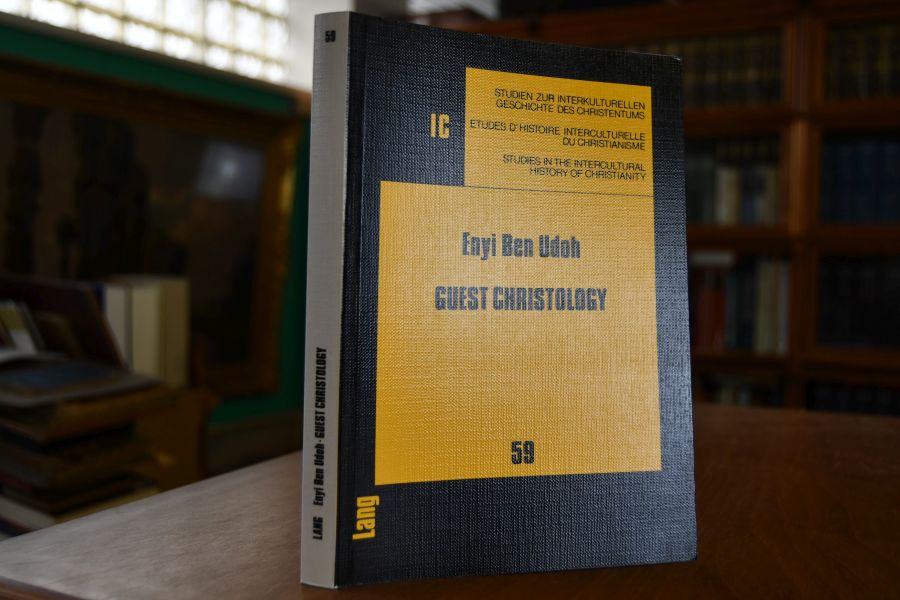 59
LANG Enyi Ben Udoh · GUEST CHRISTOLOGY
IC
STUDIEN ZUR INTERKULTURELLEN
GESCHICHTE DES CHRISTENTUMS
ETUDES D'HISTOIRE INTERCULTURELLE
DU CHRISTIANISME
STUDIES IN THE INTERCULTURAL
HISTORY OF CHRISTIANITY
Enyi Ben Udoh
GUEST CHRISTOLOGY
59
Lang